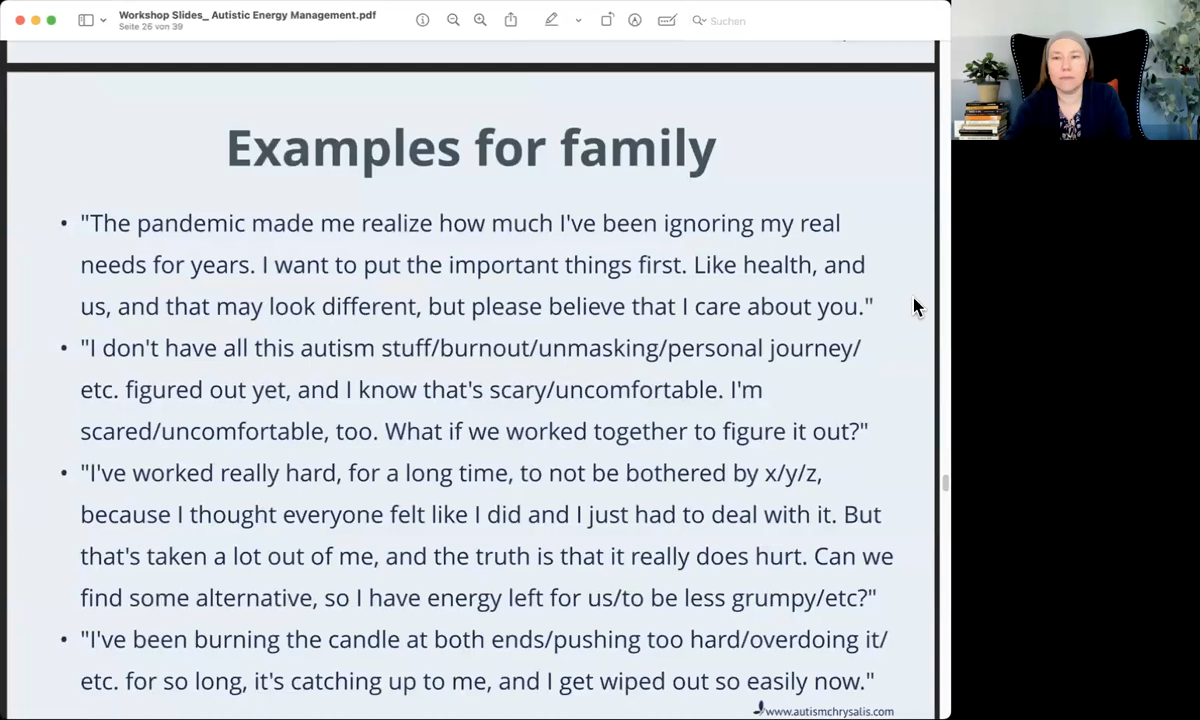 Workshop Slides_ Autistic Energy Management.pdf
Seite 26 von 39
Suchen
Examples for family
• "The pandemic made me realize how much I've been ignoring my real
needs for years. I want to put the important things first. Like health, and
us, and that may look different, but please believe that I care about you."
• "I don't have all this autism stuff/burnout/unmasking/personal journey/
etc. figured out yet, and I know that's scary/uncomfortable. I'm
scared/uncomfortable, too. What if we worked together to figure it out?"
• "I've worked really hard, for a long time, to not be bothered by x/y/z,
because I thought everyone felt like I did and I just had to deal with it. But
that's taken a lot out of me, and the truth is that it really does hurt. Can we
find some alternative, so I have energy left for us/to be less grumpy/etc?"
• "I've been burning the candle at both ends/pushing too hard/overdoing it/
etc. for so long, it's catching up to me, and I get wiped out so easily now."
www.autismchrysalis.com